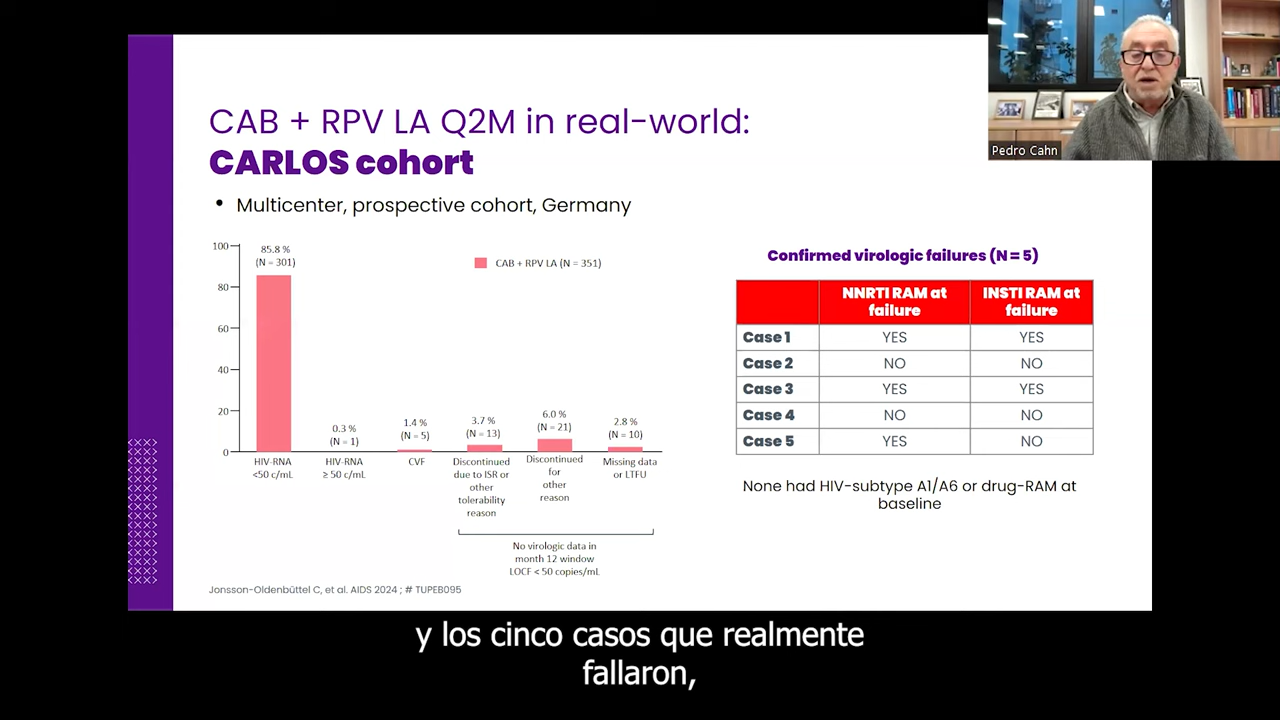 Pedro Cahn
CAB + RPV LA Q2M in real-world:
CARLOS cohort
• Multicenter, prospective cohort, Germany
100
80
60
40
20
0
CAB + RPV LA (N = 351)
85.8 %
(N = 301)
0.3 %
(N = 1)
1.4 %
(N = 5)
3.7 %
(N = 13)
6.0 %
(N = 21)
2.8 %
(N = 10)
HIV-RNA
<50 c/mL
HIV-RNA
≥ 50 c/mL
CVF
Discontinued
due to ISR or
other
tolerability
reason
Discontinued
for
other
reason
Missing data
or LTFU
No virologic data in
month 12 window
LOCF < 50 copies/mL
Confirmed virologic failures (N = 5)
NNRTI RAM at
failure
INSTI RAM at
failure
Case 1 YES YES
Case 2 NO NO
Case 3 YES YES
Case 4 NO NO
Case 5 YES NO
None had HIV-subtype A1/A6 or drug-RAM at
baseline
Jonsson-Oldenbüttel C, et al. AIDS 2024 ; # TUPEB095
y los cinco casos que realmente
fallaron,